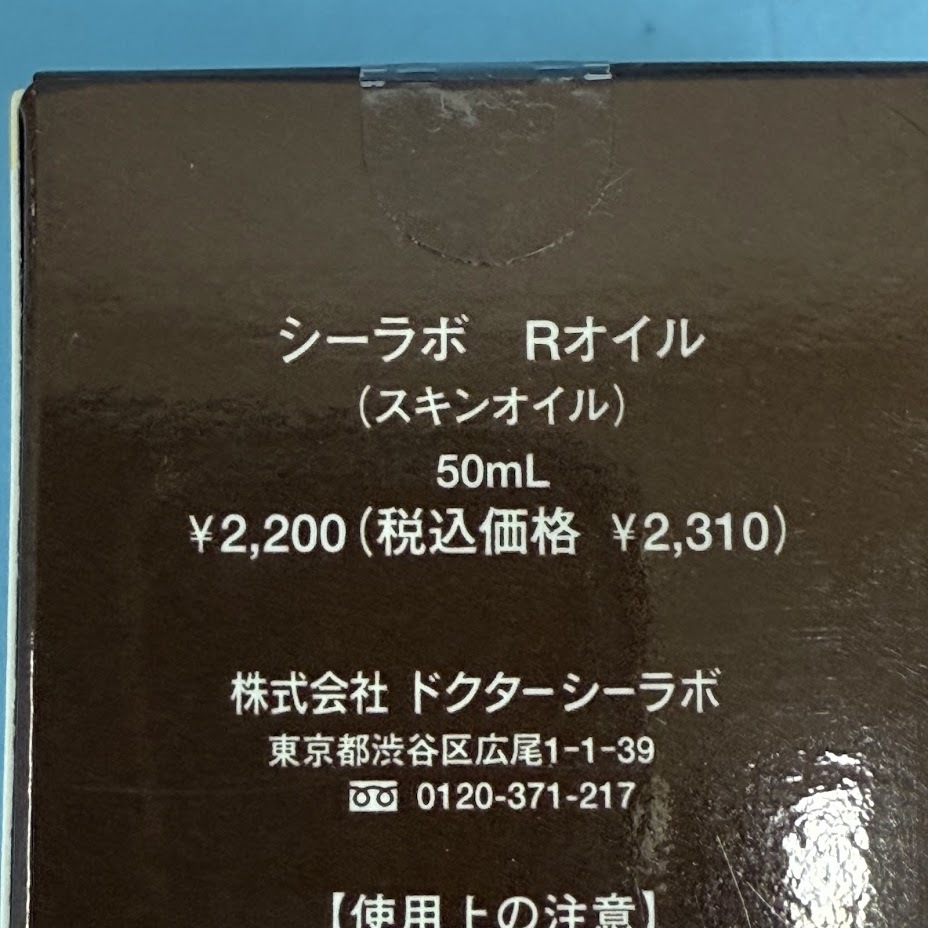 シーラボ　Rオイル
（スキンオイル）
50mL
¥2,200（税込価格 ¥2,310）
株式会社 ドクターシーラボ
東京都渋谷区広尾1-1-39
0120-371-217
【使用上の注意】